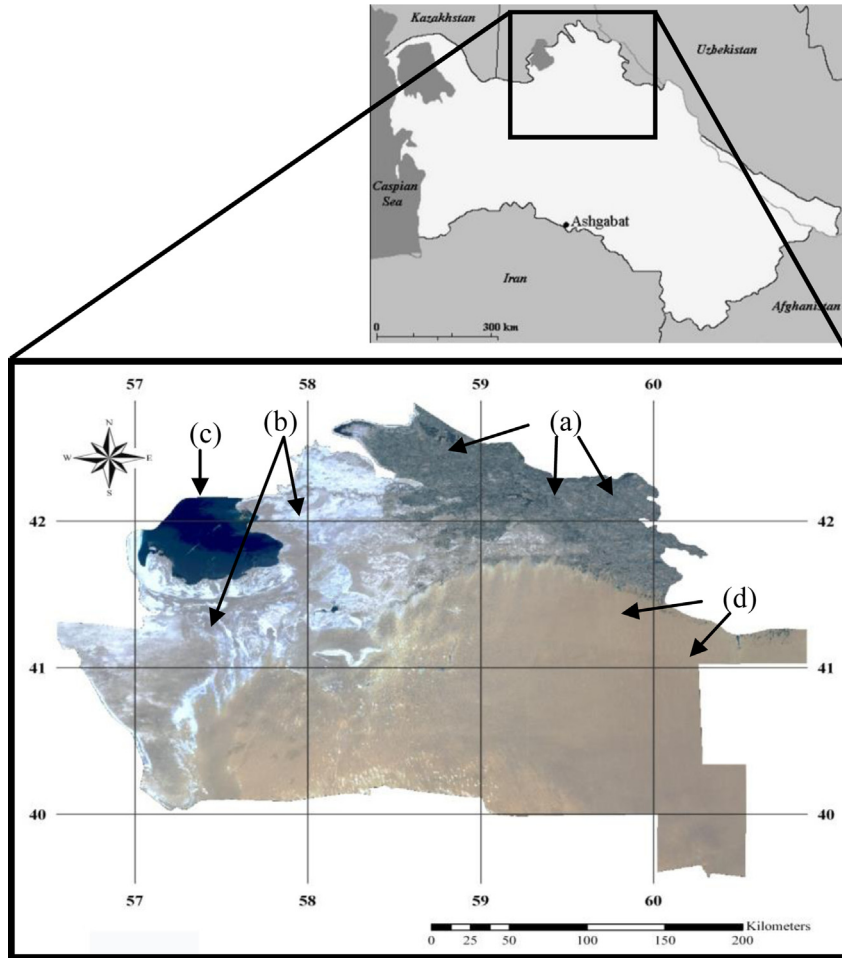 Kazakhstan
Uzbekistan
Caspian
Sea
Ashgabat
Iran
Afghanistan
0 300 km
57 58 59 60
N
W E
S
(c) (b) (a)
42 42
(d)
41 41
40 40
57 58 59 60
Kilometers
0 25 50 100 150 200